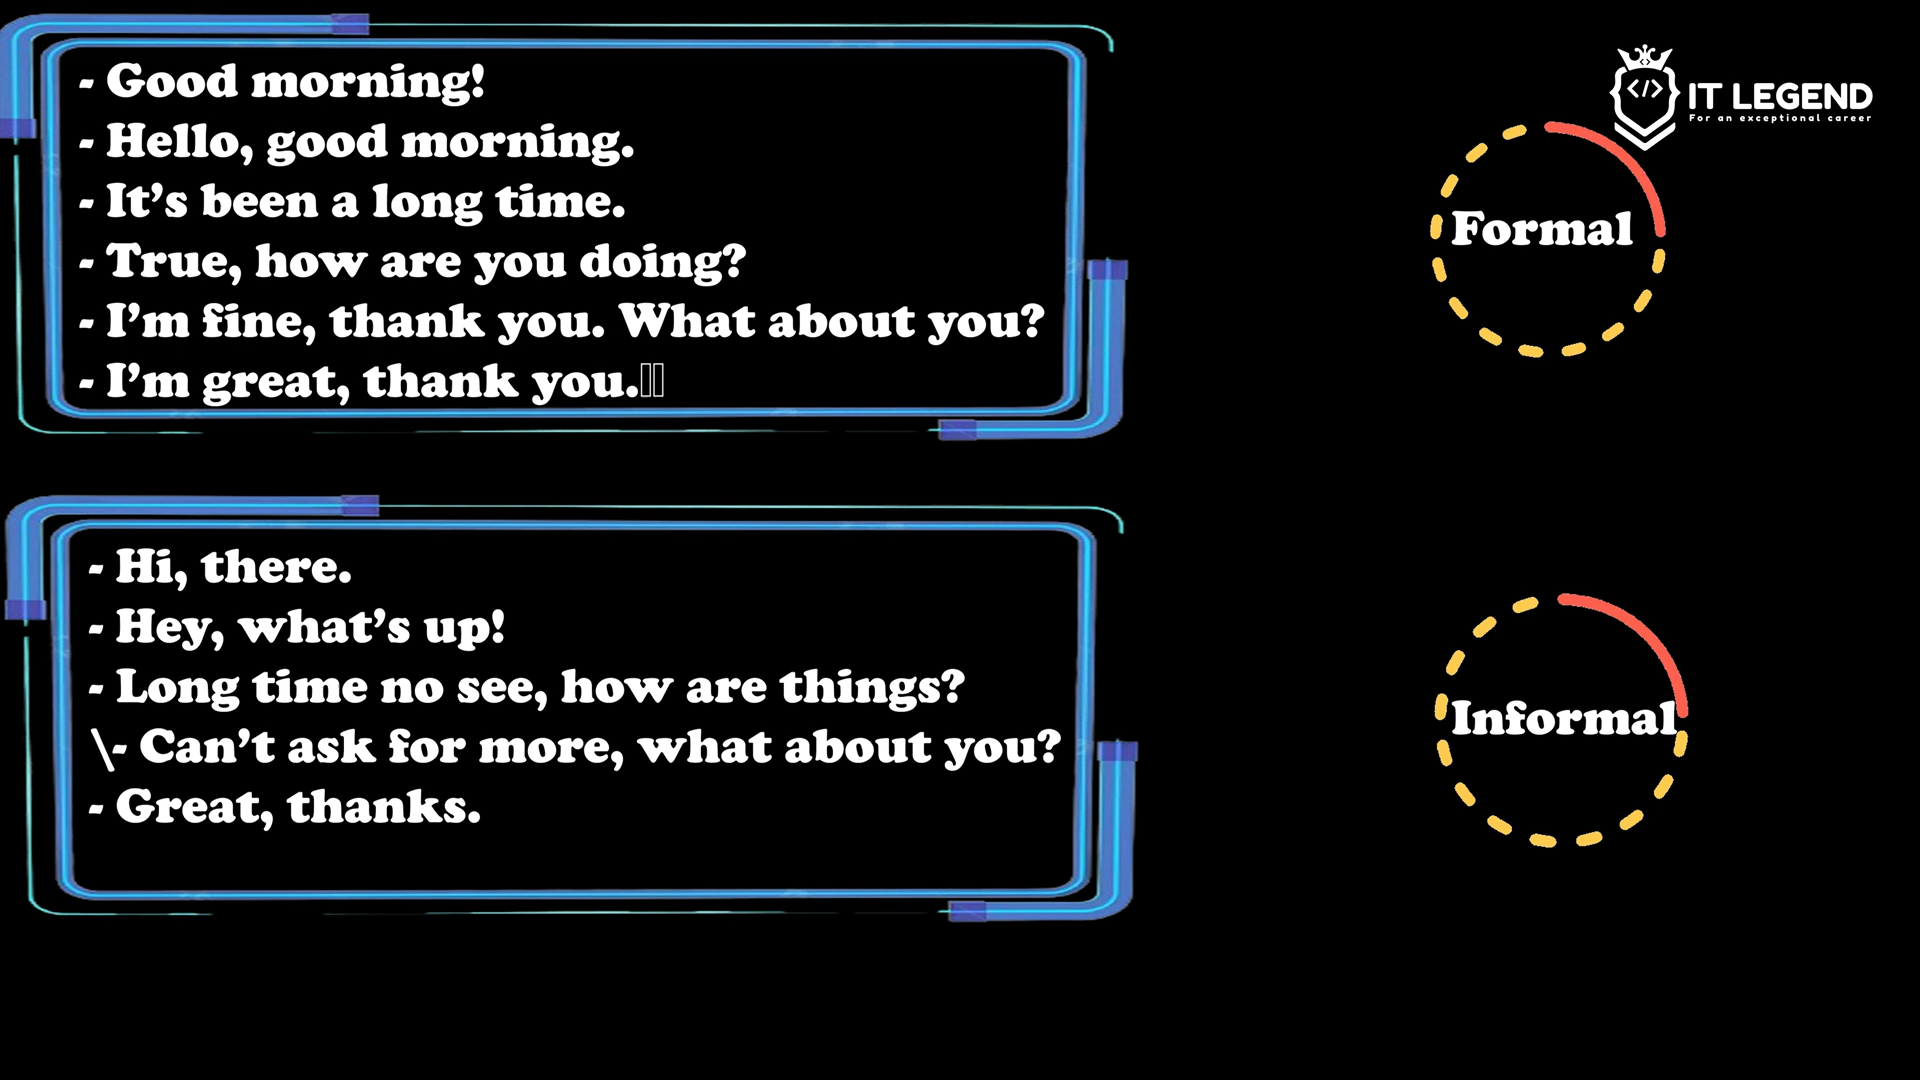 - Good morning!
- Hello, good morning.
- It’s been a long time.
- True, how are you doing?
- I’m fine, thank you. What about you?
- I’m great, thank you.
</>
IT LEGEND
For an exceptional career
Formal
- Hi, there.
- Hey, what’s up!
- Long time no see, how are things?
\- Can’t ask for more, what about you?
- Great, thanks.
Informal